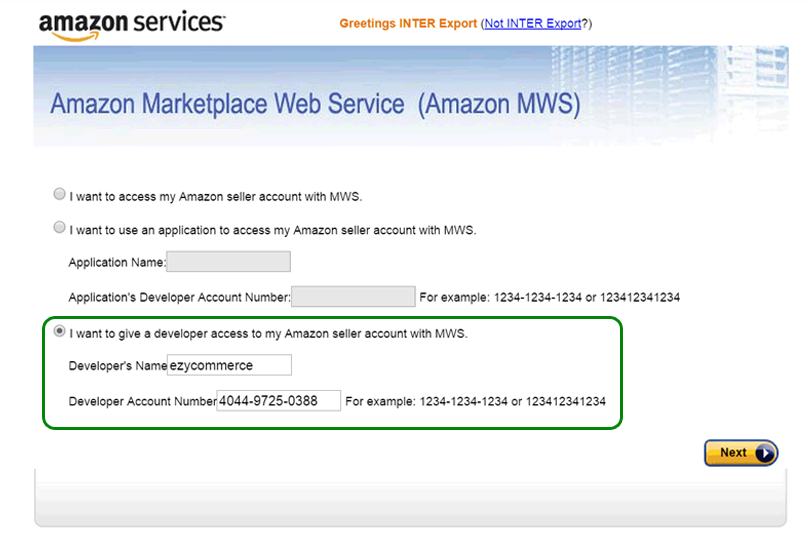 amazon services
Greetings INTER Export (Not INTER Export?)
Amazon Marketplace Web Service (Amazon MWS)
I want to access my Amazon seller account with MWS.
I want to use an application to access my Amazon seller account with MWS.
Application Name:
Application's Developer Account Number: For example: 1234-1234-1234 or 123412341234
I want to give a developer access to my Amazon seller account with MWS.
Developer's Name ezycommerce
Developer Account Number 4044-9725-0388 For example: 1234-1234-1234 or 123412341234
Next